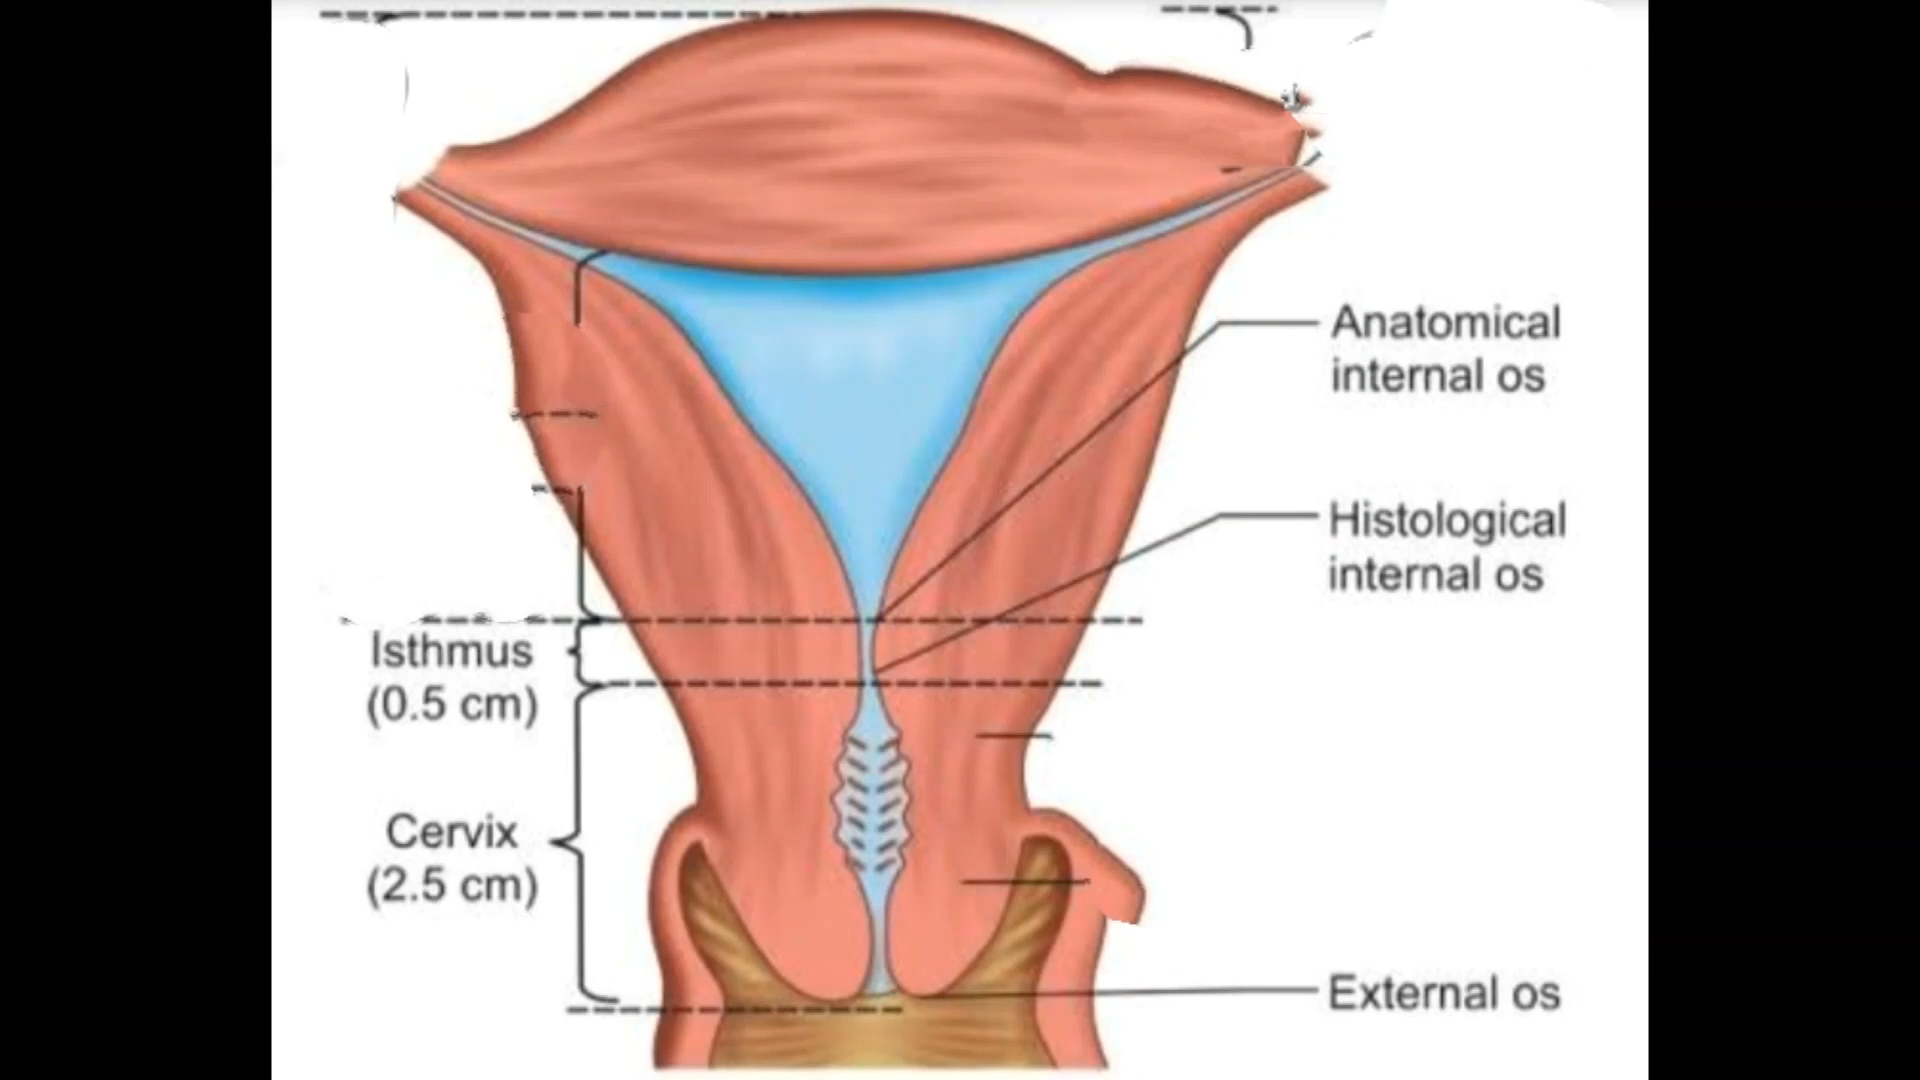 Anatomical
internal os
Histological
internal os
Isthmus
(0.5 cm)
Cervix
(2.5 cm)
External os